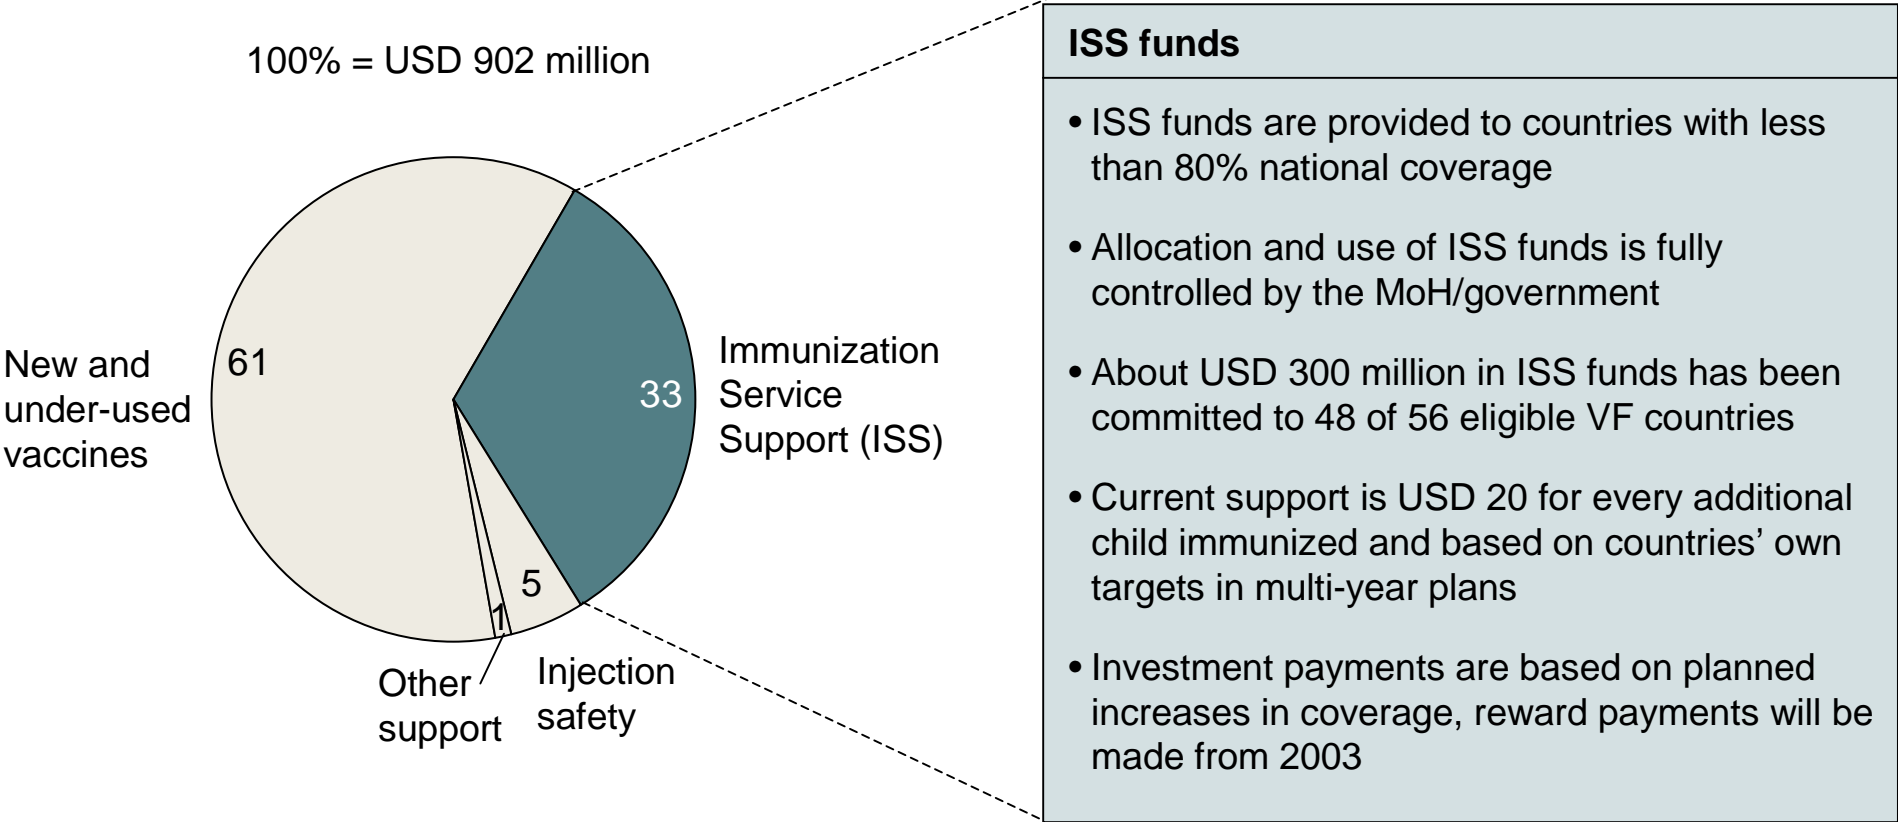 100% = USD 902 million
New and
under-used
vaccines
61
33
Immunization
Service
Support (ISS)
5
1
Other
support
Injection
safety
ISS funds
• ISS funds are provided to countries with less
than 80% national coverage
• Allocation and use of ISS funds is fully
controlled by the MoH/government
• About USD 300 million in ISS funds has been
committed to 48 of 56 eligible VF countries
• Current support is USD 20 for every additional
child immunized and based on countries’ own
targets in multi-year plans
• Investment payments are based on planned
increases in coverage, reward payments will be
made from 2003